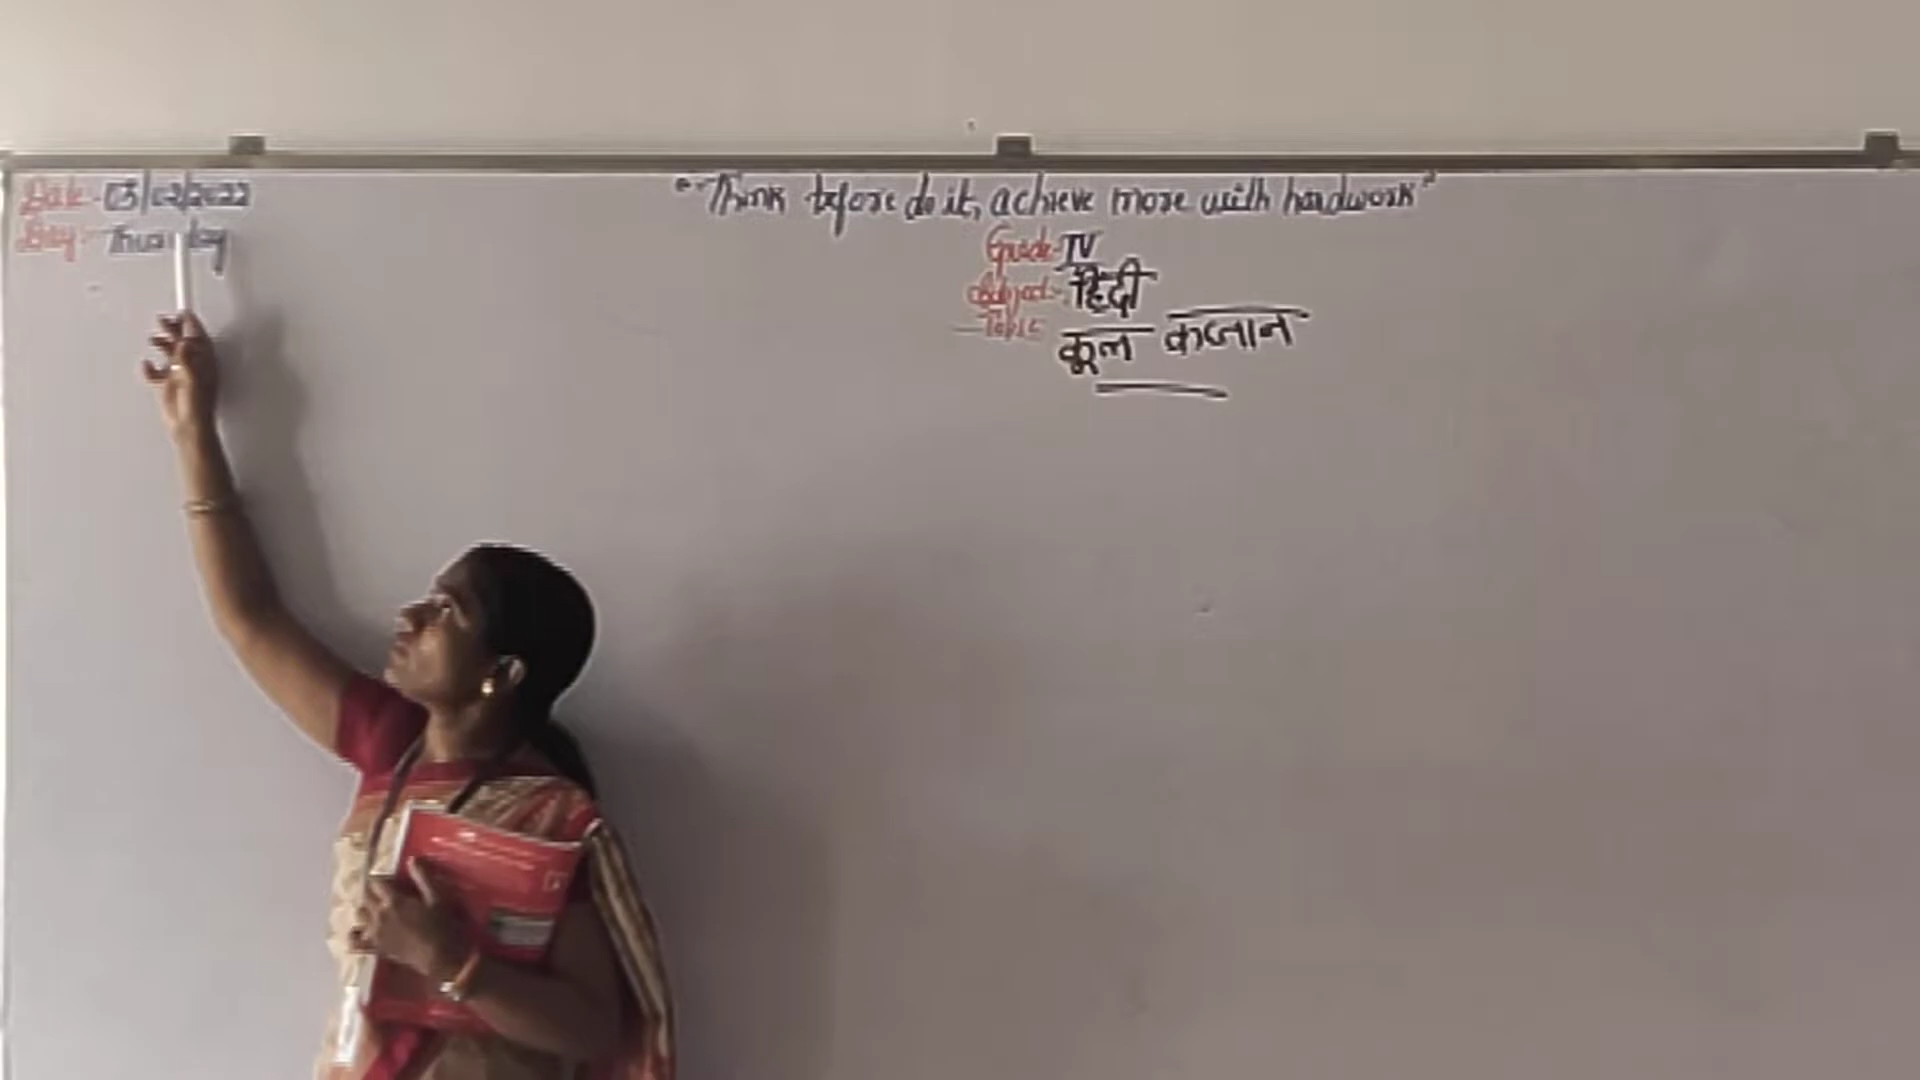 Date:- 03/02/2022
Day:- Thursday
"Think before do it, achieve more with hardwork"
Grade:- IV
Subject:- हिंदी
Topic:- कूल कप्तान